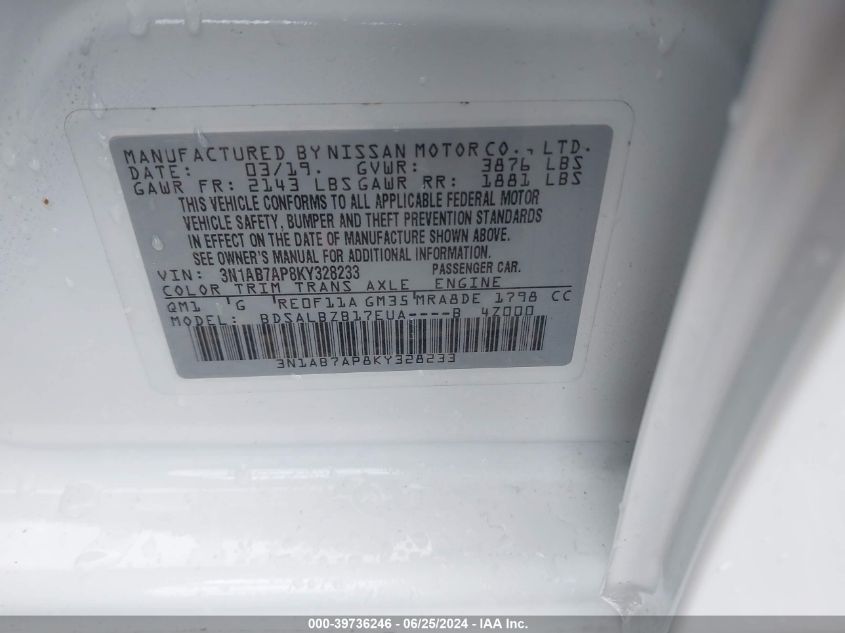 MANUFACTURED BY NISSAN MOTOR CO., LTD.
DATE: 03/19. GVWR: 3876 LBS
GAWR FR: 2143 LBS GAWR RR: 1881 LBS
THIS VEHICLE CONFORMS TO ALL APPLICABLE FEDERAL MOTOR
VEHICLE SAFETY, BUMPER AND THEFT PREVENTION STANDARDS
IN EFFECT ON THE DATE OF MANUFACTURE SHOWN ABOVE.
SEE OWNER'S MANUAL FOR ADDITIONAL INFORMATION.
VIN: 3N1AB7AP8KY328233 PASSENGER CAR.
COLOR TRIM TRANS AXLE ENGINE
QM1 G RE0F11A GM35 MRA8DE 1798 CC
MODEL: BDSALBZB17EUA----B 4Z000
3N1AB7AP8KY328233
000-39736246 - 06/25/2024 - IAA Inc.